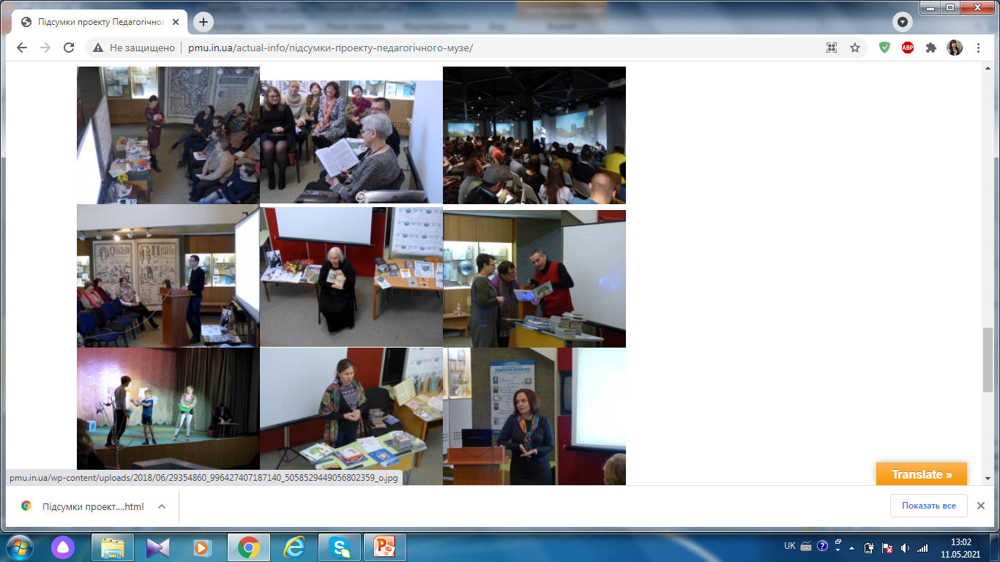 Підсумки проекту Педагогічног
Не защищено
pmu.in.ua/actual-info/підсумки-проекту-педагогічного-музе/
ABP
pmu.in.ua/wp-content/uploads/2018/06/29354860_996427407187140_5058529449056802359_o.jpg
Translate »
Підсумки проект....html
Показать все
UK
13:02
11.05.2021